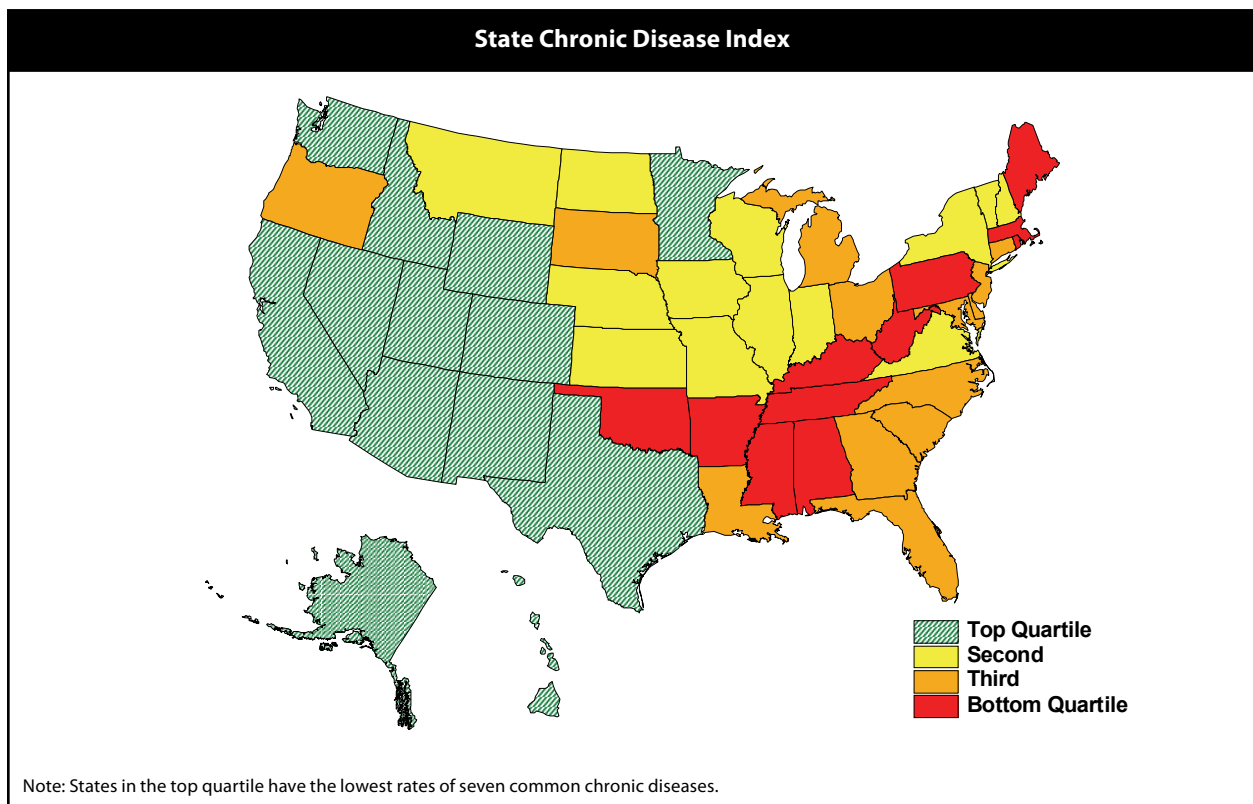 State Chronic Disease Index
Top Quartile
Second
Third
Bottom Quartile
Note: States in the top quartile have the lowest rates of seven common chronic diseases.